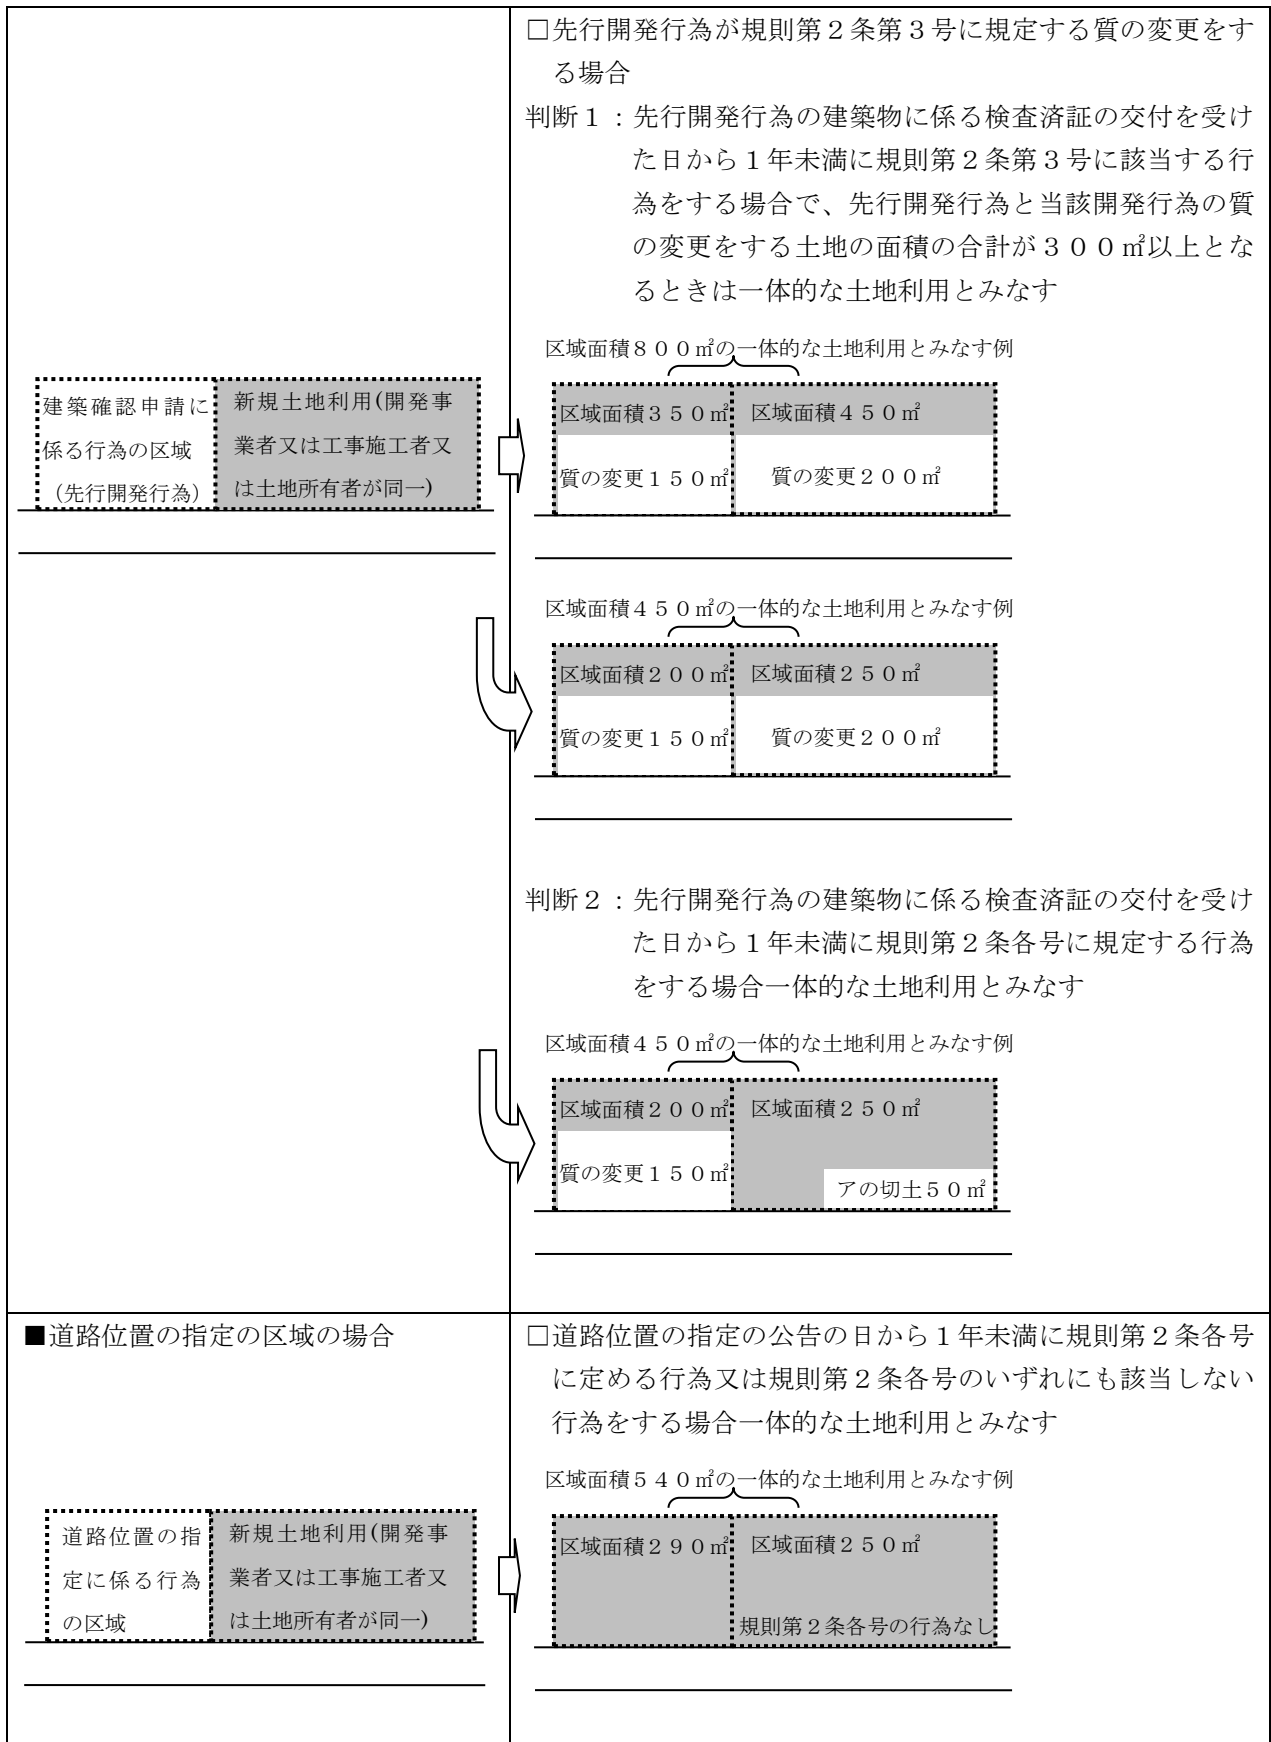 □先行開発行為が規則第２条第３号に規定する質の変更をす
る場合
判断１：先行開発行為の建築物に係る検査済証の交付を受け
た日から１年未満に規則第２条第３号に該当する行
為をする場合で、先行開発行為と当該開発行為の質
の変更をする土地の面積の合計が３００㎡以上とな
るときは一体的な土地利用とみなす
区域面積８００㎡の一体的な土地利用とみなす例
建築確認申請に
係る行為の区域
（先行開発行為）
新規土地利用(開発事
業者又は工事施工者又
は土地所有者が同一)
区域面積３５０㎡
区域面積４５０㎡
質の変更１５０㎡
質の変更２００㎡
区域面積４５０㎡の一体的な土地利用とみなす例
区域面積２００㎡
区域面積２５０㎡
質の変更１５０㎡
質の変更２００㎡
判断２：先行開発行為の建築物に係る検査済証の交付を受け
た日から１年未満に規則第２条各号に規定する行為
をする場合一体的な土地利用とみなす
区域面積４５０㎡の一体的な土地利用とみなす例
区域面積２００㎡
区域面積２５０㎡
質の変更１５０㎡
アの切土５０㎡
■道路位置の指定の区域の場合
□道路位置の指定の公告の日から１年未満に規則第２条各号
に定める行為又は規則第２条各号のいずれにも該当しない
行為をする場合一体的な土地利用とみなす
区域面積５４０㎡の一体的な土地利用とみなす例
道路位置の指
定に係る行為
の区域
新規土地利用(開発事
業者又は工事施工者又
は土地所有者が同一)
区域面積２９０㎡
区域面積２５０㎡
規則第２条各号の行為なし